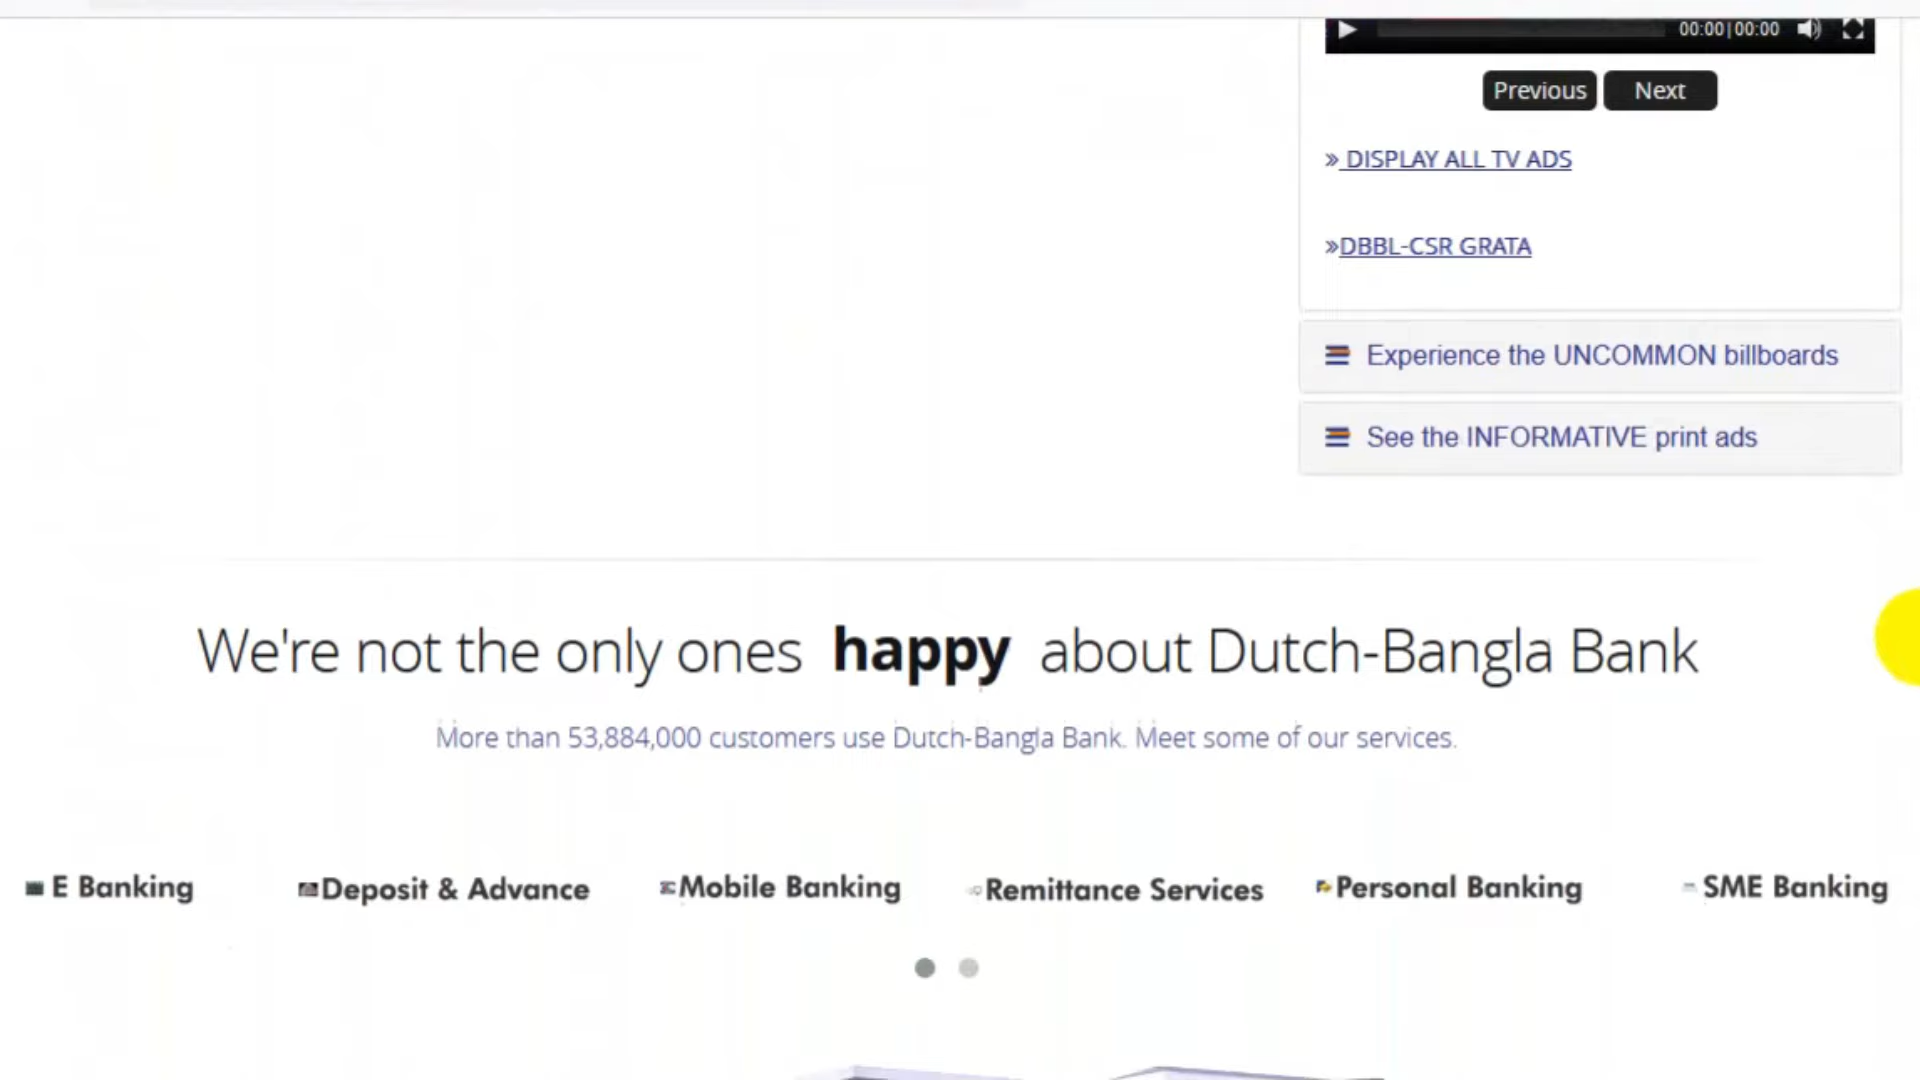 00:00|00:00
Previous Next
» DISPLAY ALL TV ADS
»DBBL-CSR GRATA
Experience the UNCOMMON billboards
See the INFORMATIVE print ads
We're not the only ones happy about Dutch-Bangla Bank
More than 53,884,000 customers use Dutch-Bangla Bank. Meet some of our services.
E Banking Deposit & Advance Mobile Banking Remittance Services Personal Banking SME Banking